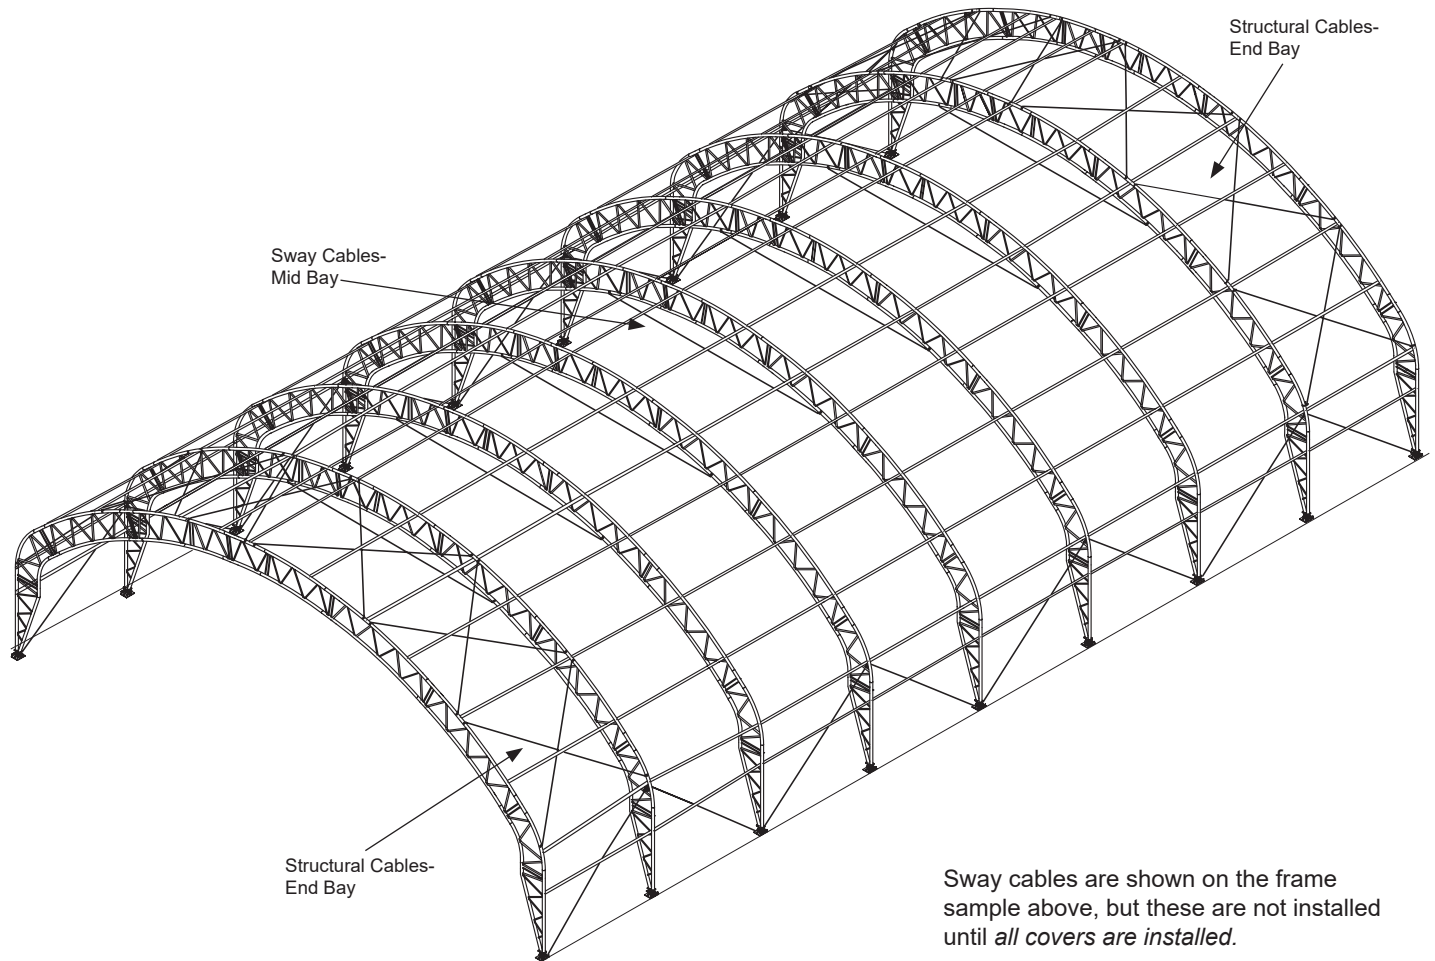 Structural Cables-
End Bay
Sway Cables-
Mid Bay
Structural Cables-
End Bay
Sway cables are shown on the frame
sample above, but these are not installed
until all covers are installed.